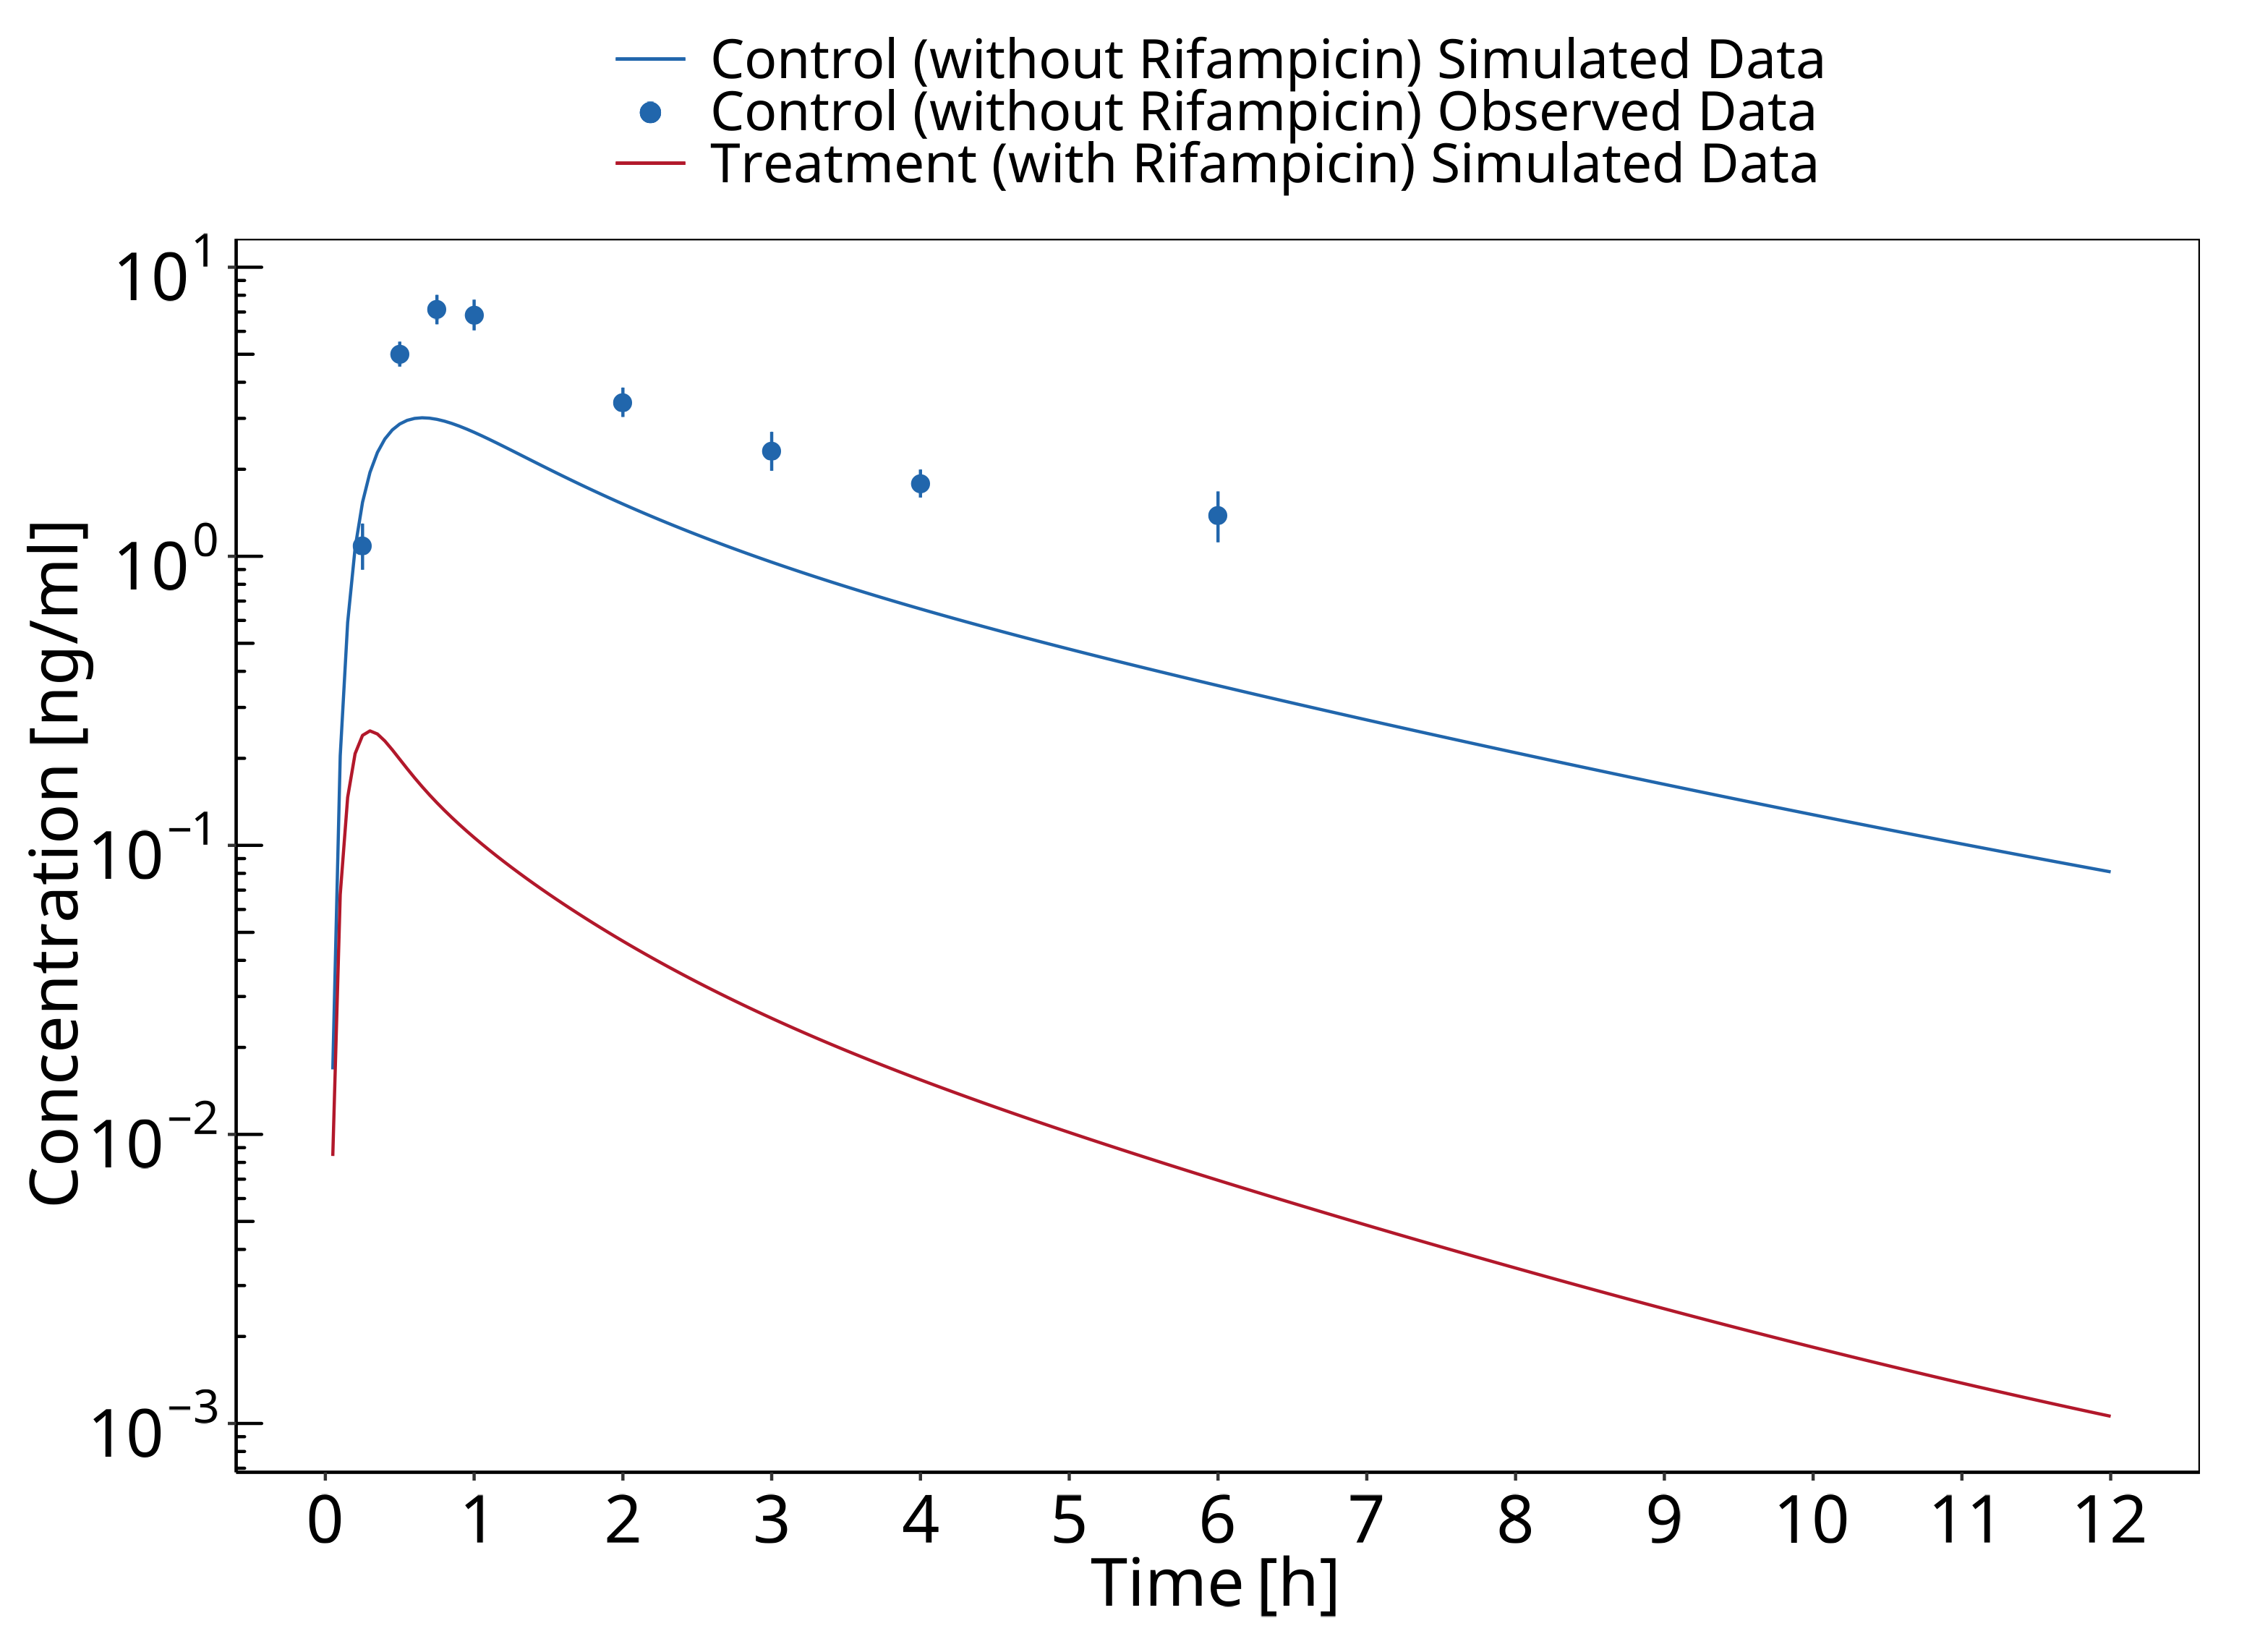 Control (without Rifampicin) Simulated Data
Control (without Rifampicin) Observed Data
Treatment (with Rifampicin) Simulated Data
10^1
10^0
10^−1
10^−2
10^−3
Concentration [ng/ml]
0 1 2 3 4 5 6 7 8 9 10 11 12
Time [h]